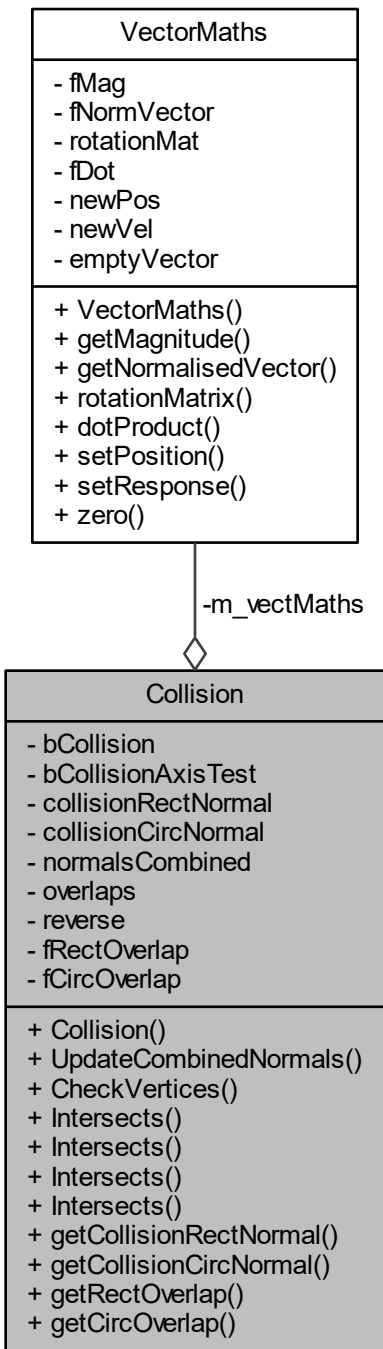 VectorMaths
- fMag
- fNormVector
- rotationMat
- fDot
- newPos
- newVel
- emptyVector
+ VectorMaths()
+ getMagnitude()
+ getNormalisedVector()
+ rotationMatrix()
+ dotProduct()
+ setPosition()
+ setResponse()
+ zero()
-m_vectMaths
Collision
- bCollision
- bCollisionAxisTest
- collisionRectNormal
- collisionCircNormal
- normalsCombined
- overlaps
- reverse
- fRectOverlap
- fCircOverlap
+ Collision()
+ UpdateCombinedNormals()
+ CheckVertices()
+ Intersects()
+ Intersects()
+ Intersects()
+ Intersects()
+ getCollisionRectNormal()
+ getCollisionCircNormal()
+ getRectOverlap()
+ getCircOverlap()